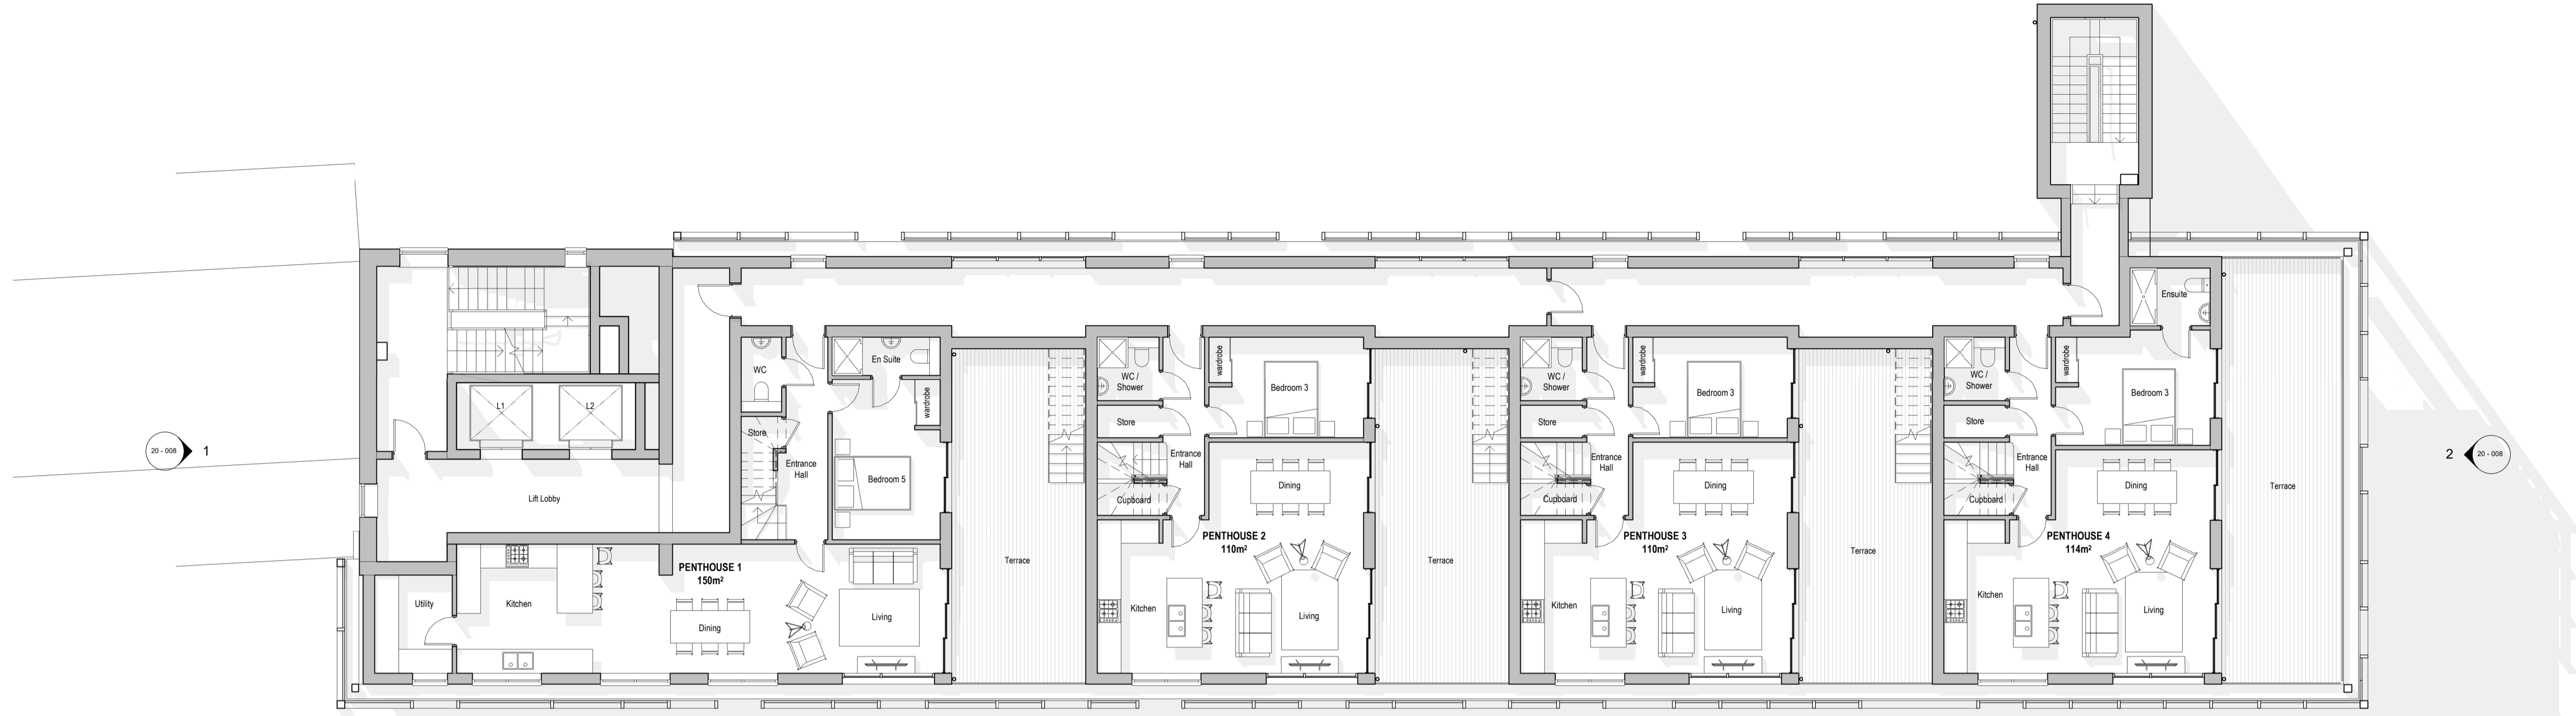 20 - 008
1
L1
L2
Lift Lobby
Utility
Kitchen
PENTHOUSE 1
150m²
Dining
Living
WC
Store
Entrance
Hall
En Suite
wardrobe
Bedroom 5
Terrace
WC /
Shower
Store
Entrance
Hall
Cupboard
wardrobe
Bedroom 3
Dining
PENTHOUSE 2
110m²
Kitchen
Living
Terrace
WC /
Shower
Store
Entrance
Hall
Cupboard
wardrobe
Bedroom 3
Dining
PENTHOUSE 3
110m²
Kitchen
Living
Terrace
WC /
Shower
Store
Entrance
Hall
Cupboard
wardrobe
Ensuite
Bedroom 3
Dining
PENTHOUSE 4
114m²
Kitchen
Living
Terrace
2
20 - 008